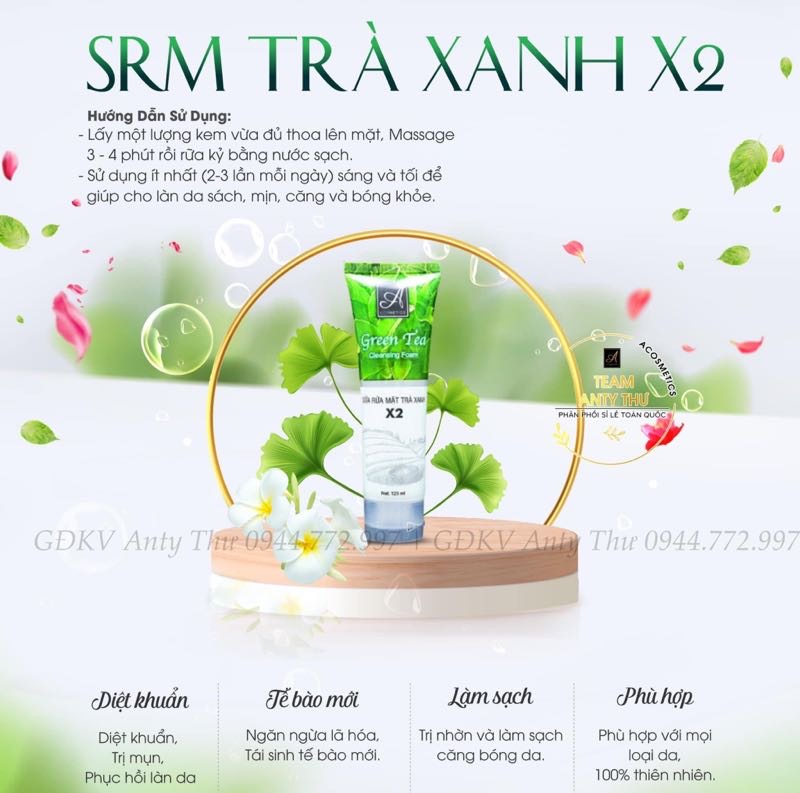 SRM TRÀ XANH X2
Hướng Dẫn Sử Dụng:
- Lấy một lượng kem vừa đủ thoa lên mặt, Massage
3 - 4 phút rồi rữa kỷ bằng nước sạch.
- Sử dụng ít nhất (2-3 lần mỗi ngày) sáng và tối để
giúp cho làn da sách, mịn, căng và bóng khỏe.
A
COSMETICS
Green Tea
Cleansing Foam
SỮA RỬA MẶT TRÀ XANH
X2
Net. 123 ml
ACOSMETICS
A
TEAM
ANTY THƯ
PHÂN PHỐI SỈ LẺ TOÀN QUỐC
GĐKV Anty Thư 0944.772.997 | GĐKV Anty Thư 0944.772.997
Diệt khuẩn
Diệt khuẩn,
Trị mụn,
Phục hồi làn da
Tế bào mới
Ngăn ngừa lã hóa,
Tái sinh tế bào mới.
Làm sạch
Trị nhờn và làm sạch
căng bóng da.
Phù hợp
Phù hợp với mọi
loại da,
100% thiên nhiên.